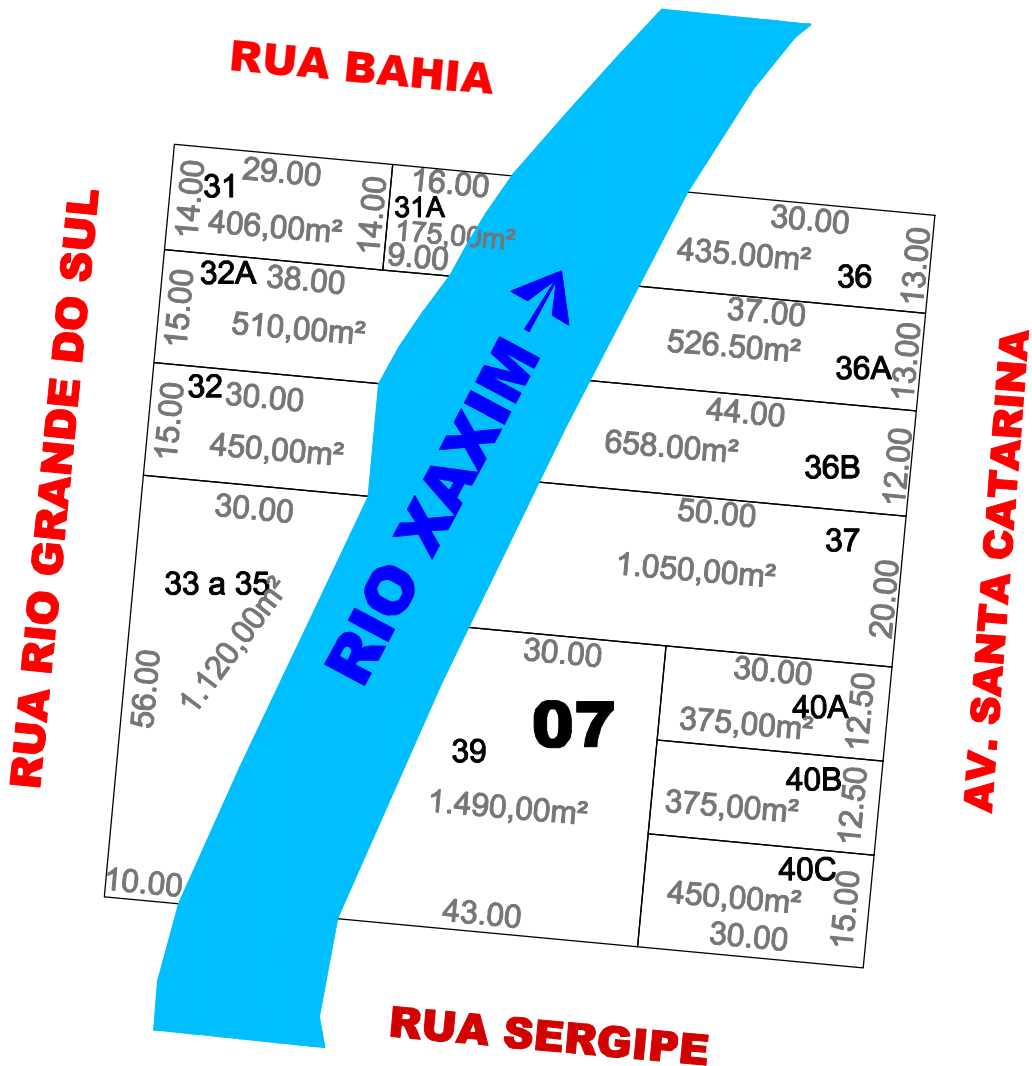 RUA BAHIA
RUA RIO GRANDE DO SUL
AV. SANTA CATARINA
RUA SERGIPE
RIO XAXIM
07
31
29.00
14.00
14.00
406,00m²
16.00
31A
175,00m²
9.00
32A
38.00
15.00
510,00m²
32
30.00
15.00
450,00m²
30.00
33 a 35
1.120,00m²
56.00
10.00
30.00
435.00m²
36
13.00
37.00
526.50m²
36A
13.00
44.00
658.00m²
36B
12.00
50.00
37
1.050,00m²
20.00
30.00
39
1.490,00m²
43.00
30.00
40A
375,00m²
12.50
40B
375,00m²
12.50
40C
450,00m²
15.00
30.00